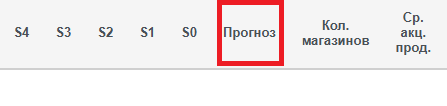 S4 S3 S2 S1 S0 Прогноз Кол. магазинов Ср. акц. прод.